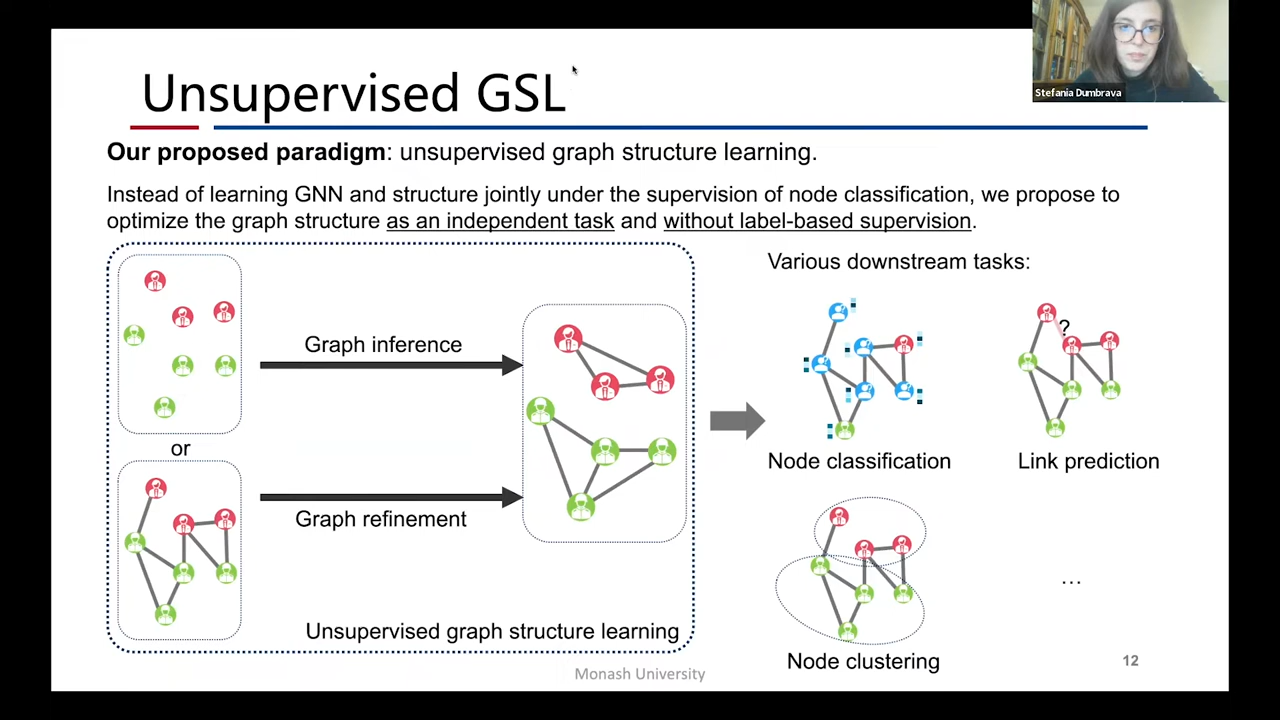 Unsupervised GSL
Stefania Dumbrava
Our proposed paradigm: unsupervised graph structure learning.
Instead of learning GNN and structure jointly under the supervision of node classification, we propose to
optimize the graph structure as an independent task and without label-based supervision.
Graph inference
or
Graph refinement
Unsupervised graph structure learning
Various downstream tasks:
?
Node classification
Link prediction
...
Node clustering
Monash University
12